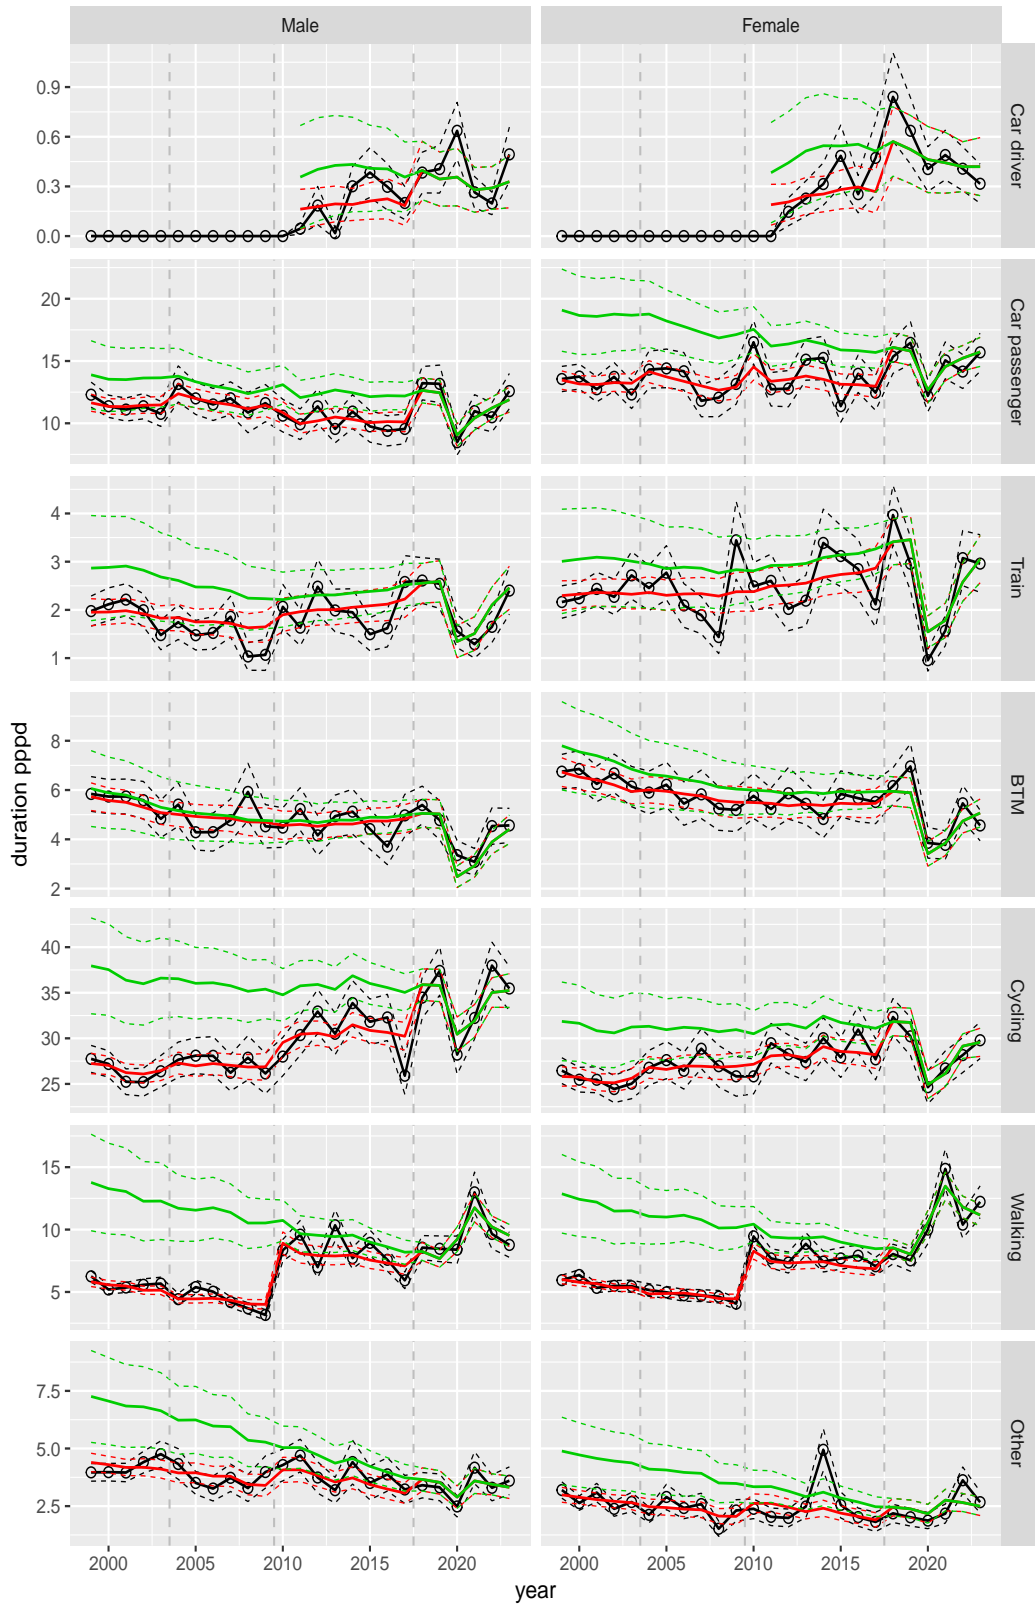 Male Female
0.9
0.6
0.3
0.0
Car driver
20
15
10
Car passenger
4
3
2
1
Train
8
6
4
2
BTM
40
35
30
25
Cycling
15
10
5
Walking
7.5
5.0
2.5
Other
2000 2005 2010 2015 2020 2000 2005 2010 2015 2020
year
duration pppd